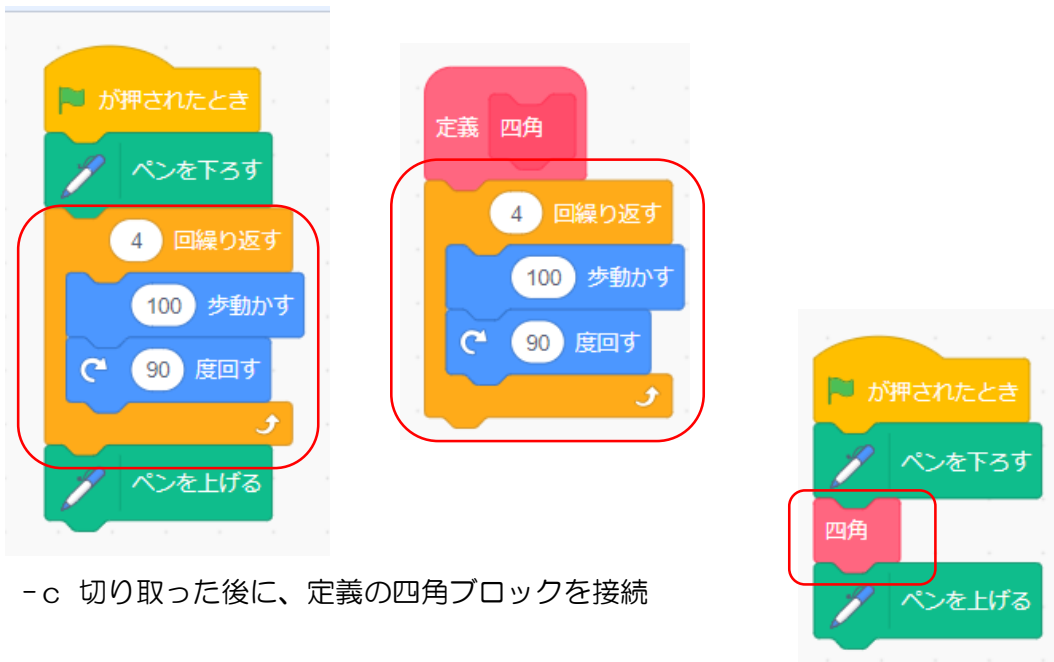 が押されたとき
ペンを下ろす
4 回繰り返す
100 歩動かす
90 度回す
ペンを上げる
定義 四角
4 回繰り返す
100 歩動かす
90 度回す
が押されたとき
ペンを下ろす
四角
ペンを上げる
-c 切り取った後に、定義の四角ブロックを接続